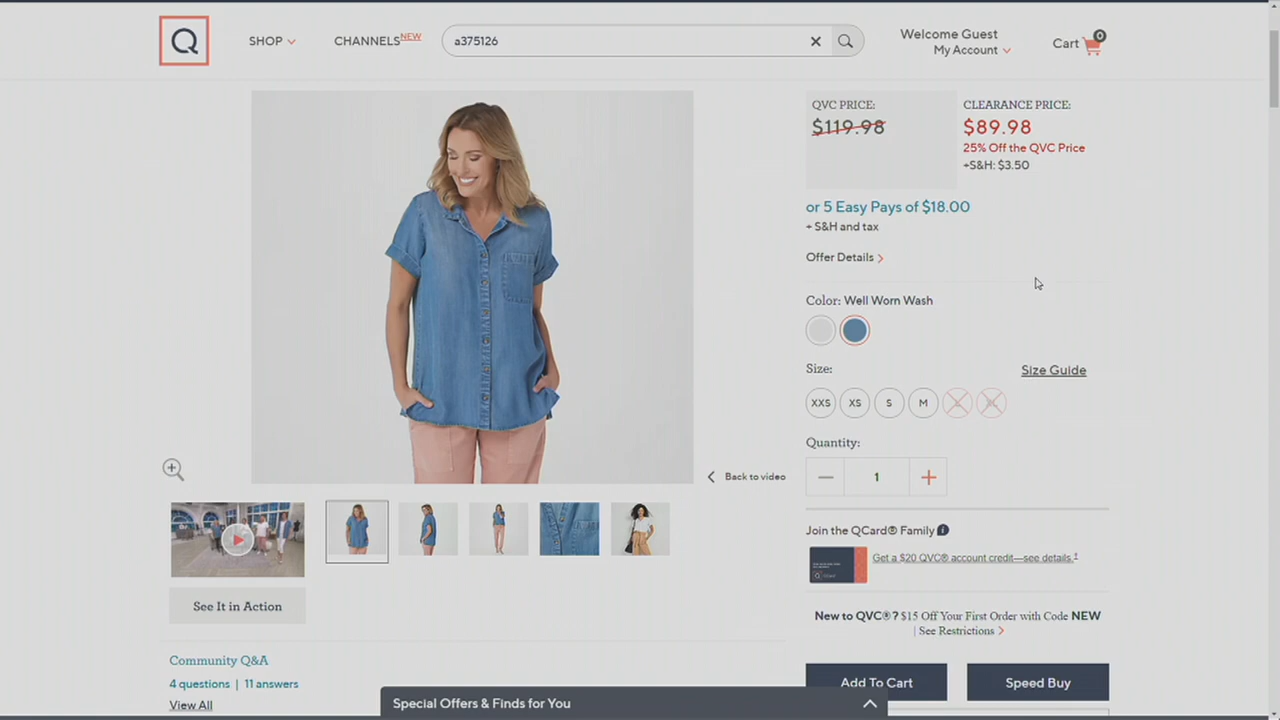 Q
SHOP
CHANNELS NEW
a375126
Welcome Guest
My Account
Cart
0
QVC PRICE:
$119.98
CLEARANCE PRICE:
$89.98
25% Off the QVC Price
+S&H: $3.50
or 5 Easy Pays of $18.00
+ S&H and tax
Offer Details
Color: Well Worn Wash
Size:
Size Guide
XXS
XS
S
M
Quantity:
1
Back to video
See It in Action
Join the QCard® Family
Get a $20 QVC® account credit—see details.
New to QVC®? $15 Off Your First Order with Code NEW
| See Restrictions
Community Q&A
4 questions | 11 answers
View All
Add To Cart
Speed Buy
Special Offers & Finds for You